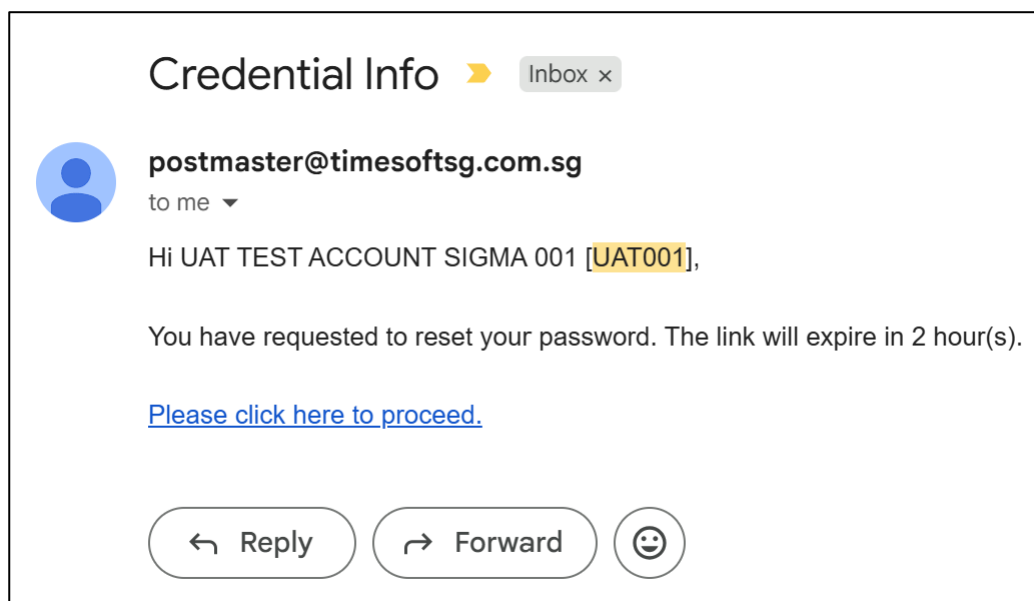 Credential Info
Inbox ×
postmaster@timesoftsg.com.sg
to me
Hi UAT TEST ACCOUNT SIGMA 001 [UAT001],
You have requested to reset your password. The link will expire in 2 hour(s).
Please click here to proceed.
Reply
Forward